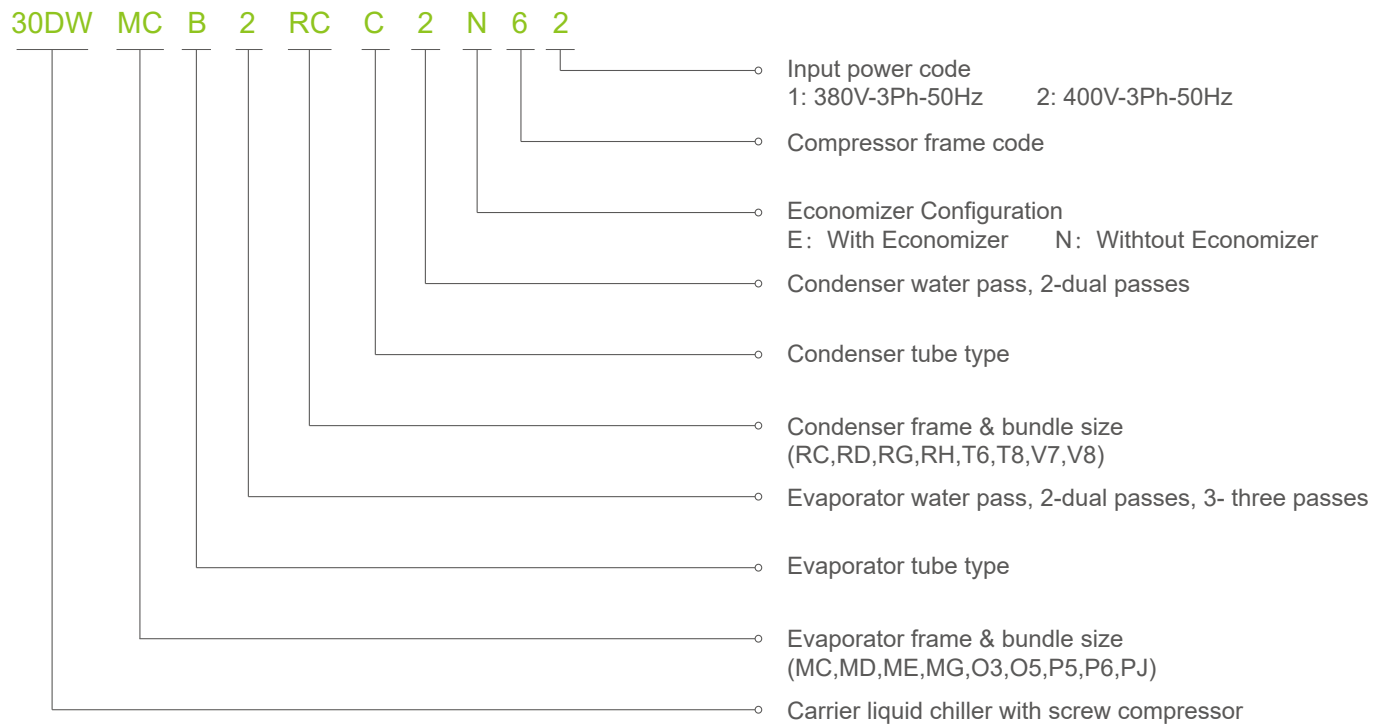 30DW MC B 2 RC C 2 N 6 2
Input power code
1: 380V-3Ph-50Hz 2: 400V-3Ph-50Hz
Compressor frame code
Economizer Configuration
E：With Economizer N：Withtout Economizer
Condenser water pass, 2-dual passes
Condenser tube type
Condenser frame & bundle size
(RC,RD,RG,RH,T6,T8,V7,V8)
Evaporator water pass, 2-dual passes, 3- three passes
Evaporator tube type
Evaporator frame & bundle size
(MC,MD,ME,MG,O3,O5,P5,P6,PJ)
Carrier liquid chiller with screw compressor